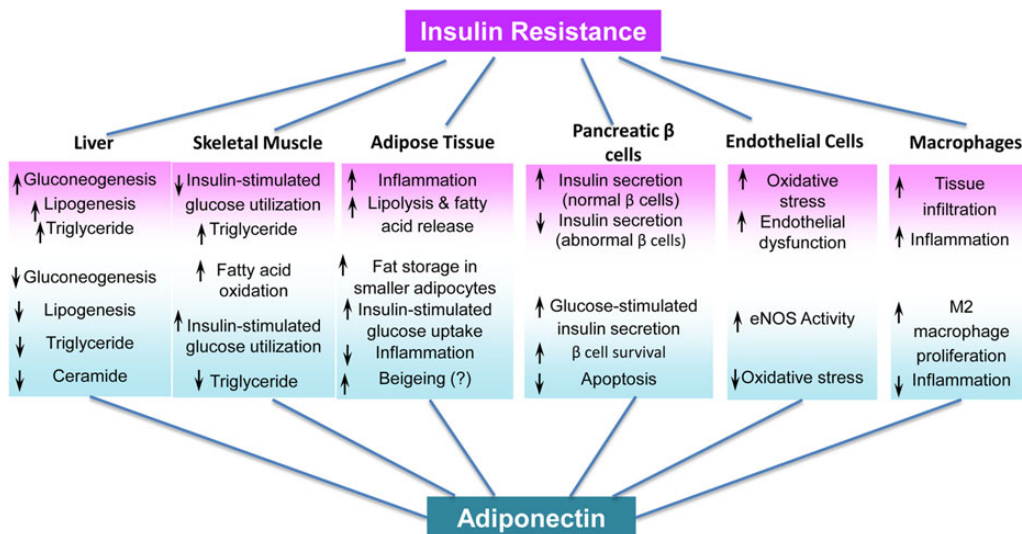 Insulin Resistance
Liver
↑ Gluconeogenesis
↑ Lipogenesis
↑ Triglyceride
↓ Gluconeogenesis
↓ Lipogenesis
↓ Triglyceride
↓ Ceramide
Skeletal Muscle
↓ Insulin-stimulated
glucose utilization
↑ Triglyceride
↑ Fatty acid
oxidation
↑ Insulin-stimulated
glucose utilization
↓ Triglyceride
Adipose Tissue
↑ Inflammation
↑ Lipolysis & fatty
acid release
↑ Fat storage in
smaller adipocytes
↑ Insulin-stimulated
glucose uptake
↓ Inflammation
↑ Beigeing (?)
Pancreatic β
cells
↑ Insulin secretion
(normal β cells)
↓ Insulin secretion
(abnormal β cells)
↑ Glucose-stimulated
insulin secretion
↑ β cell survival
↓ Apoptosis
Endothelial Cells
↑ Oxidative
stress
↑ Endothelial
dysfunction
↑ eNOS Activity
↓ Oxidative stress
Macrophages
↑ Tissue
infiltration
↑ Inflammation
↑ M2
macrophage
proliferation
↓ Inflammation
Adiponectin